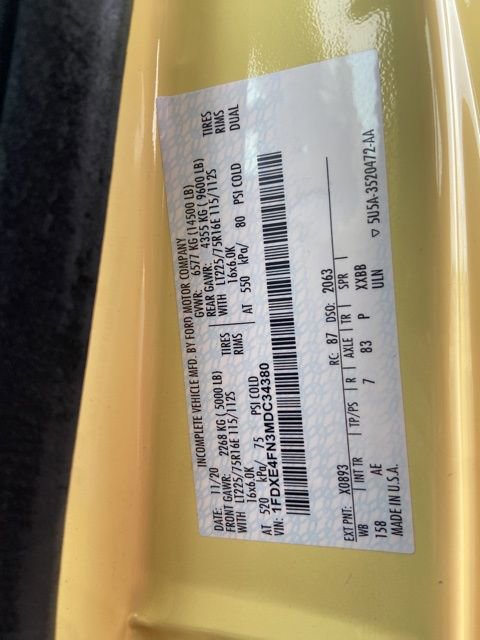 INCOMPLETE VEHICLE MFD. BY FORD MOTOR COMPANY
DATE: 11/20 GVWR: 6577 KG (14500 LB)
FRONT GAWR: 2268 KG (5000 LB) REAR GAWR: 4355 KG (9600 LB)
WITH LT225/75R16E 115/112S TIRES WITH LT225/75R16E 115/112S TIRES
16x6.0K RIMS 16x6.0K RIMS
AT 520 kPa/ 75 PSI COLD AT 550 kPa/ 80 PSI COLD DUAL
VIN: 1FDXE4FN3MDC34380
EXT PNT: X0893 RC: 87 DSO: 2063
WB INT TR TP/PS R AXLE TR SPR
158 AE 7 83 P XXBB
MADE IN U.S.A. ULN
▽ 5U5A-3520472-AA